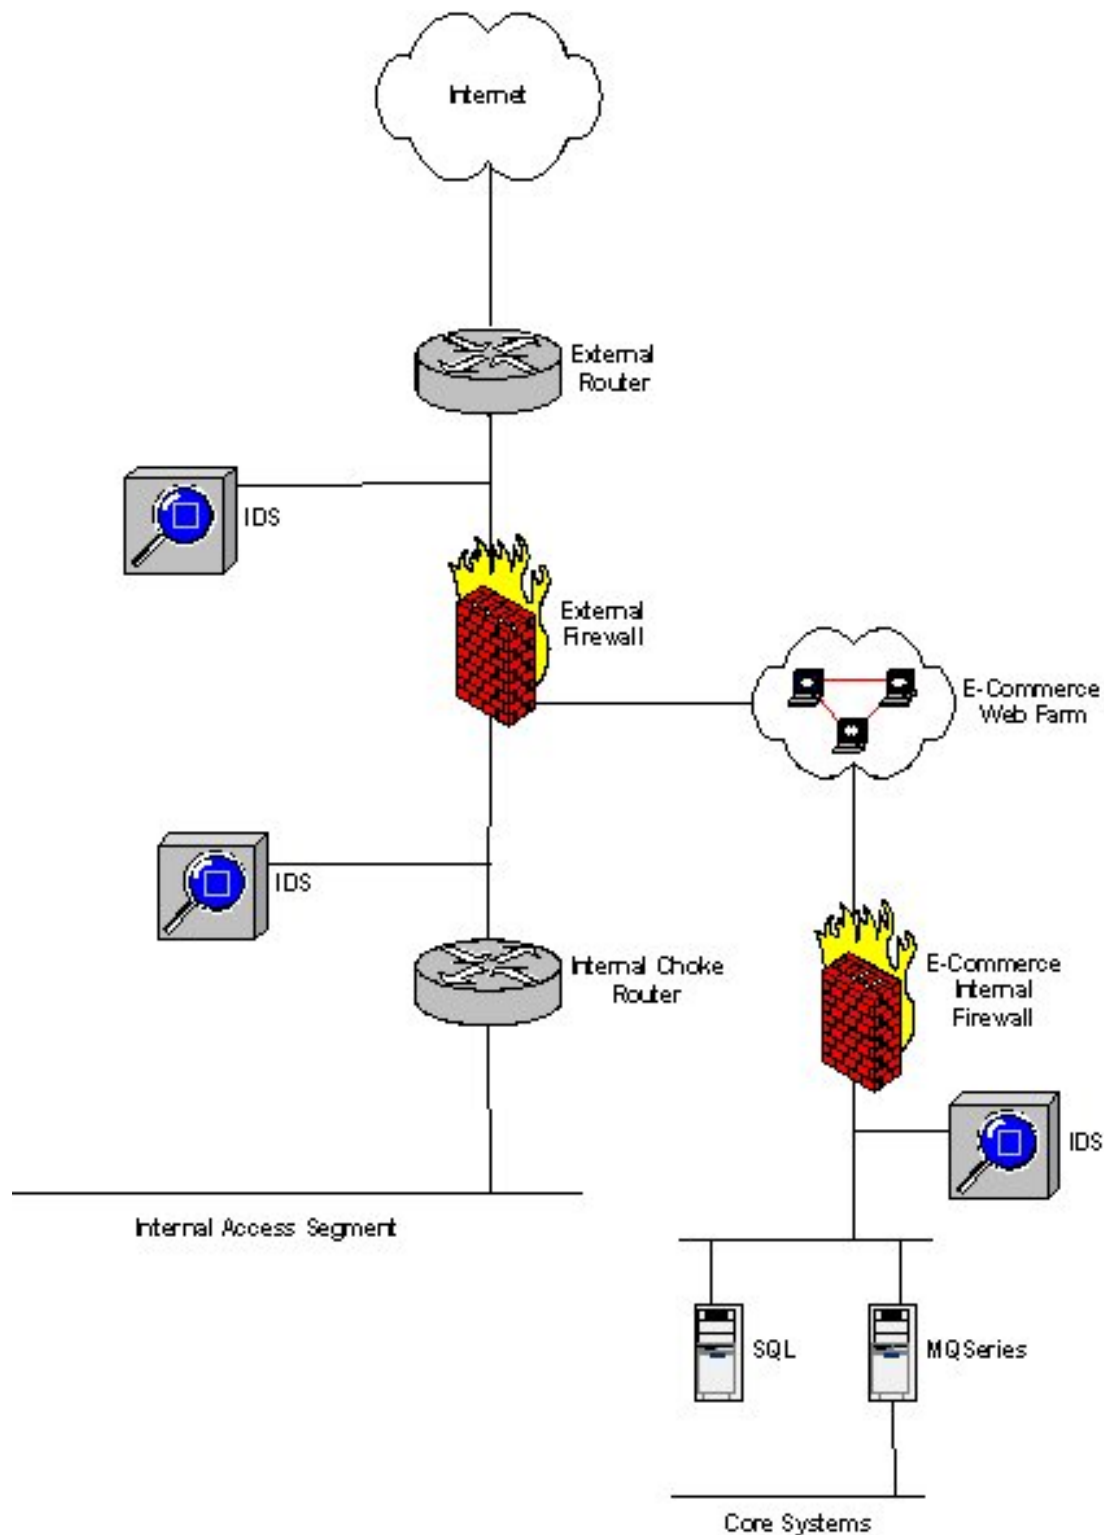 Internet
External
Router
IDS
External
Firewall
E-Commerce
Web Farm
IDS
Internal Choke
Router
E-Commerce
Internal
Firewall
IDS
Internal Access Segment
SQL
MQSeries
Core Systems